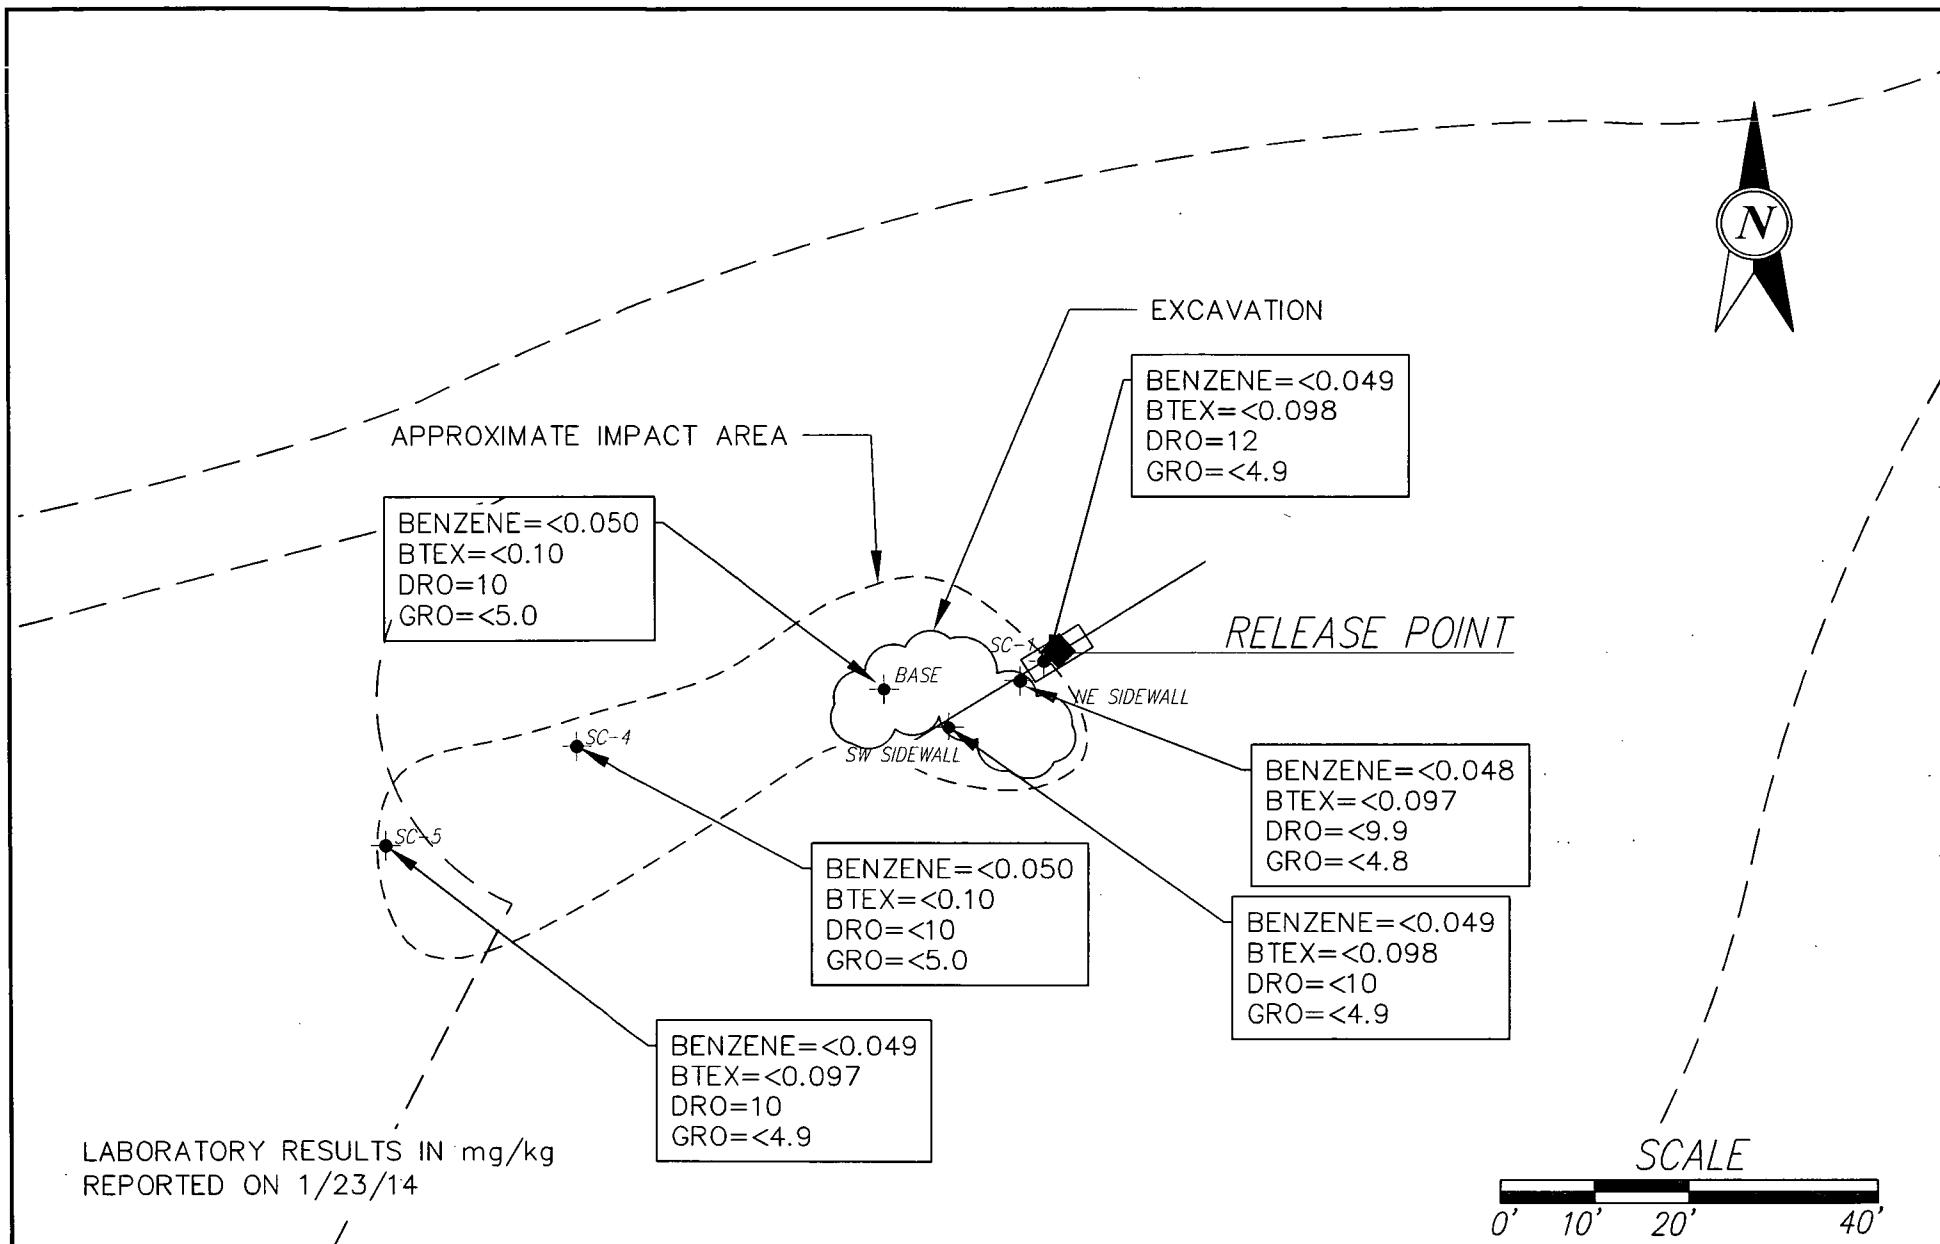 N
EXCAVATION
BENZENE=<0.049
BTEX=<0.098
DRO=12
GRO=<4.9
APPROXIMATE IMPACT AREA
BENZENE=<0.050
BTEX=<0.10
DRO=10
GRO=<5.0
RELEASE POINT
SC-1
BASE
NE SIDEWALL
SC-4
SW SIDEWALL
SC-5
BENZENE=<0.048
BTEX=<0.097
DRO=<9.9
GRO=<4.8
BENZENE=<0.050
BTEX=<0.10
DRO=<10
GRO=<5.0
BENZENE=<0.049
BTEX=<0.098
DRO=<10
GRO=<4.9
BENZENE=<0.049
BTEX=<0.097
DRO=10
GRO=<4.9
LABORATORY RESULTS IN mg/kg
REPORTED ON 1/23/14
SCALE
0' 10' 20' 40'